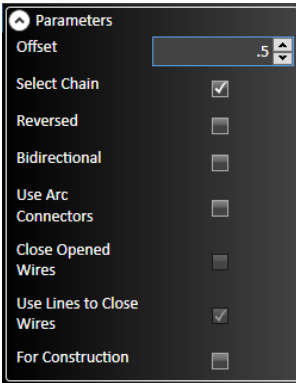 Parameters
Offset .5
Select Chain
Reversed
Bidirectional
Use Arc
Connectors
Close Opened
Wires
Use Lines to Close
Wires
For Construction